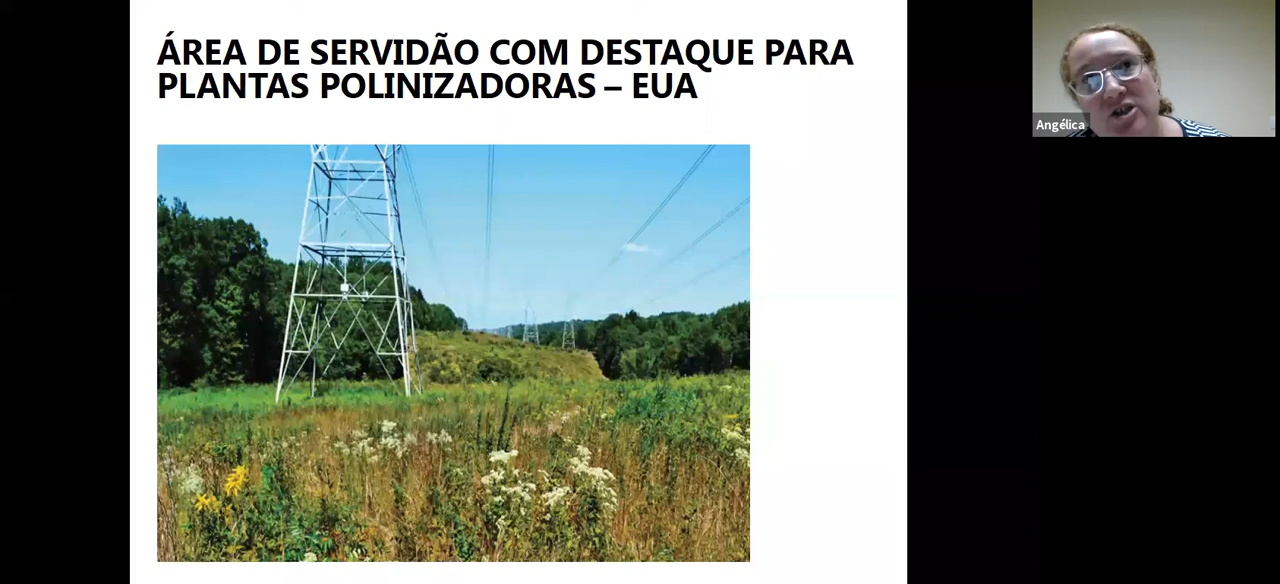 ÁREA DE SERVIDÃO COM DESTAQUE PARA
PLANTAS POLINIZADORAS – EUA
Angélica